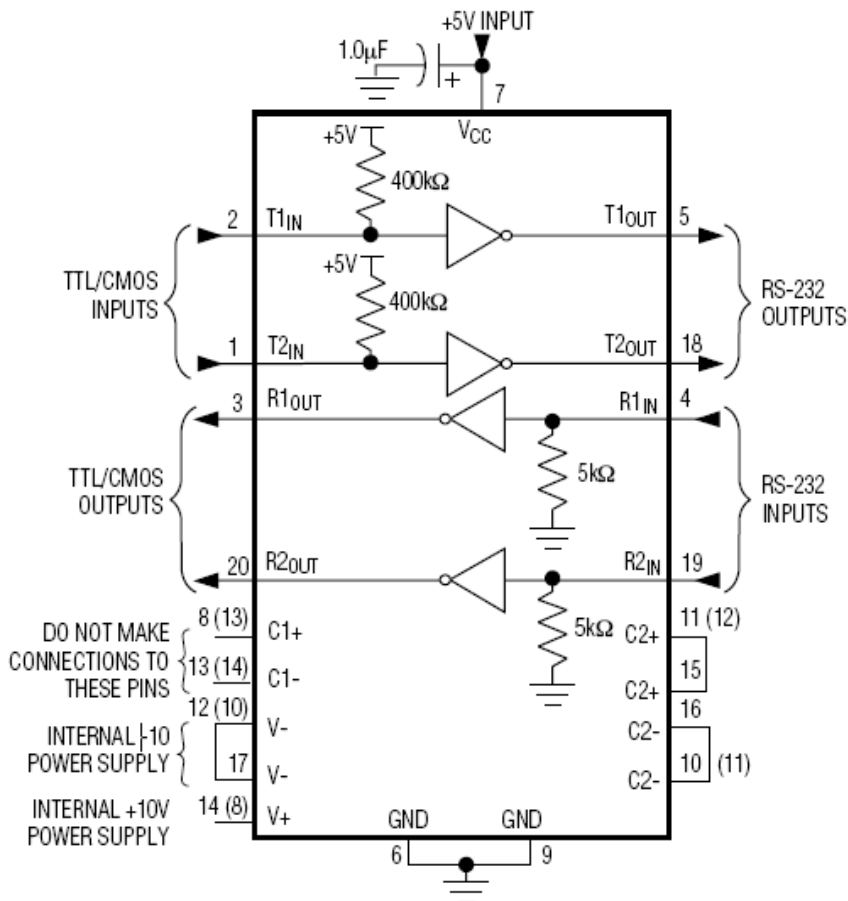 +5V INPUT
1.0µF
+
7
VCC
+5V
400kΩ
2
T1IN
T1OUT
5
+5V
400kΩ
TTL/CMOS
INPUTS
RS-232
OUTPUTS
1
T2IN
T2OUT
18
3
R1OUT
R1IN
4
5kΩ
TTL/CMOS
OUTPUTS
RS-232
INPUTS
20
R2OUT
R2IN
19
5kΩ
DO NOT MAKE
CONNECTIONS TO
THESE PINS
8 (13)
C1+
13 (14)
C1-
11 (12)
C2+
15
C2+
INTERNAL -10
POWER SUPPLY
12 (10)
V-
17
V-
16
C2-
10 (11)
C2-
INTERNAL +10V
POWER SUPPLY
14 (8)
V+
GND
GND
6
9